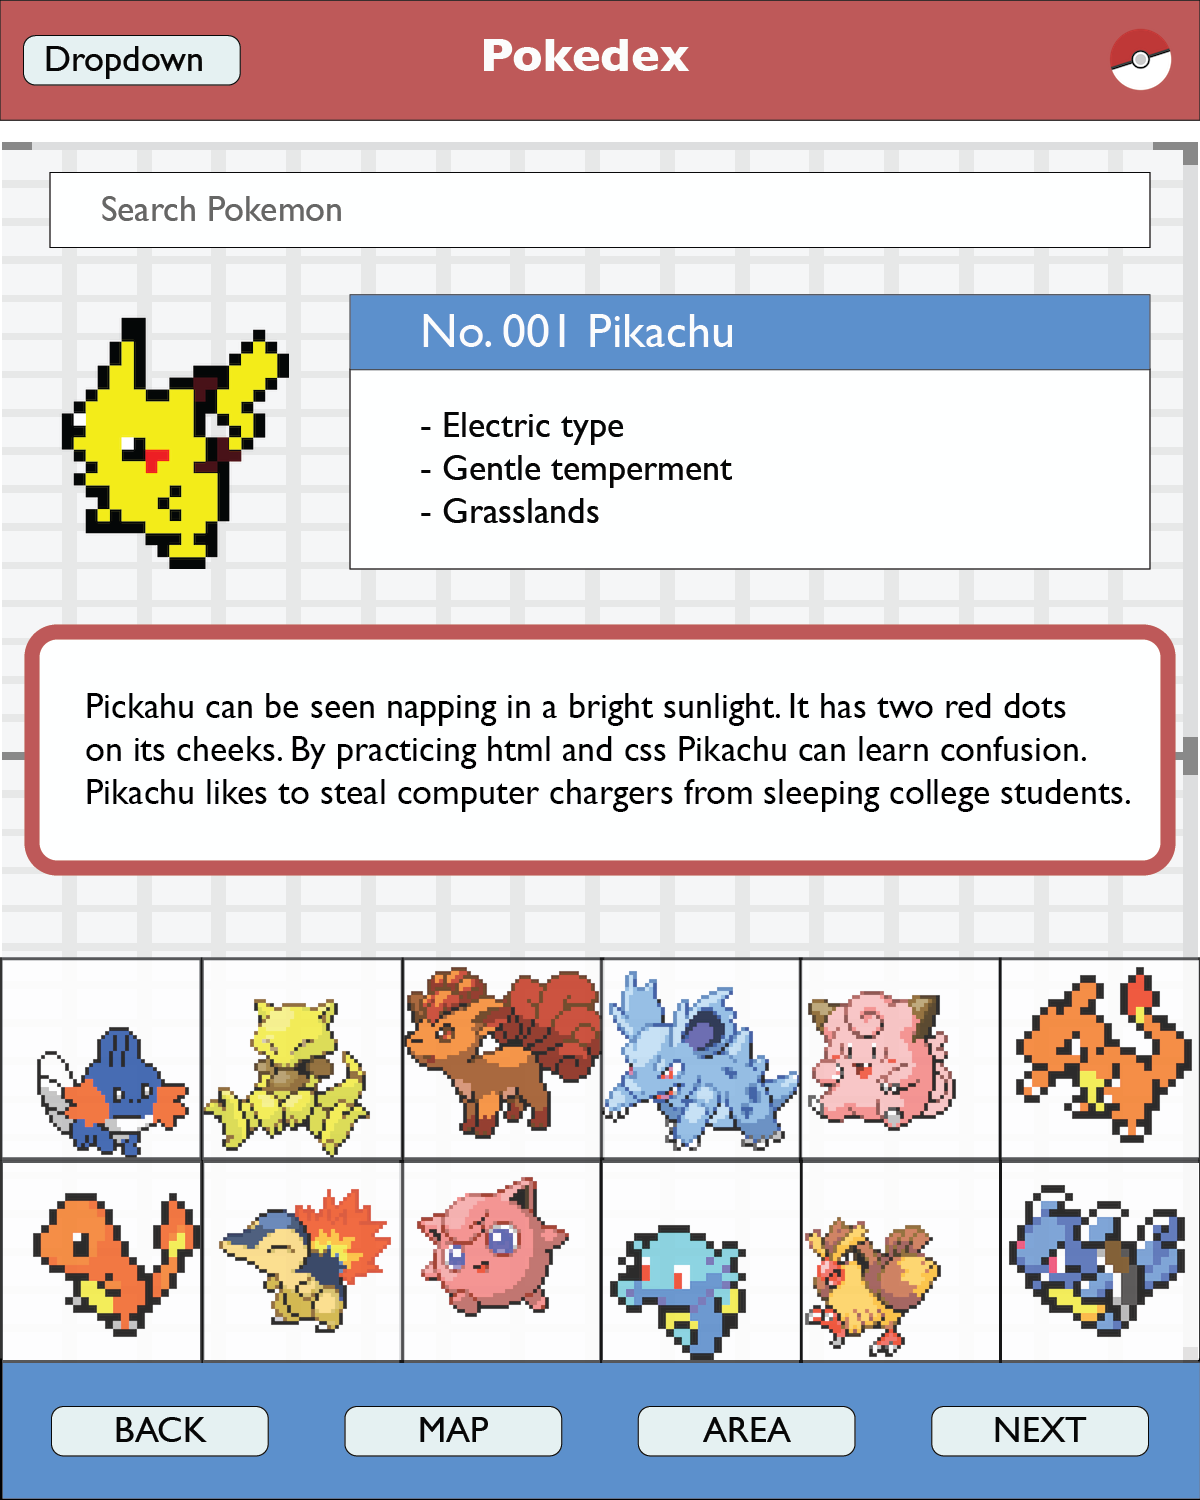 Dropdown
Pokedex
Search Pokemon
No. 001 Pikachu
- Electric type
- Gentle temperment
- Grasslands
Pickahu can be seen napping in a bright sunlight. It has two red dots
on its cheeks. By practicing html and css Pikachu can learn confusion.
Pikachu likes to steal computer chargers from sleeping college students.
BACK
MAP
AREA
NEXT